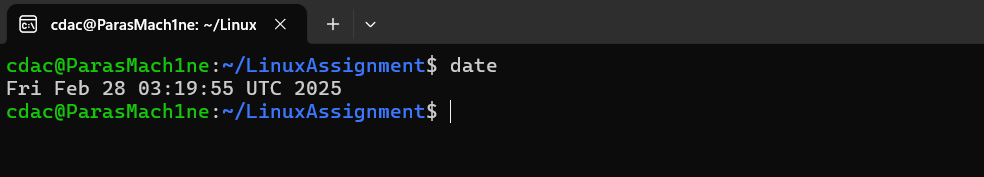 cdac@ParasMach1ne: ~/Linux
cdac@ParasMach1ne:~/LinuxAssignment$ date
Fri Feb 28 03:19:55 UTC 2025
cdac@ParasMach1ne:~/LinuxAssignment$